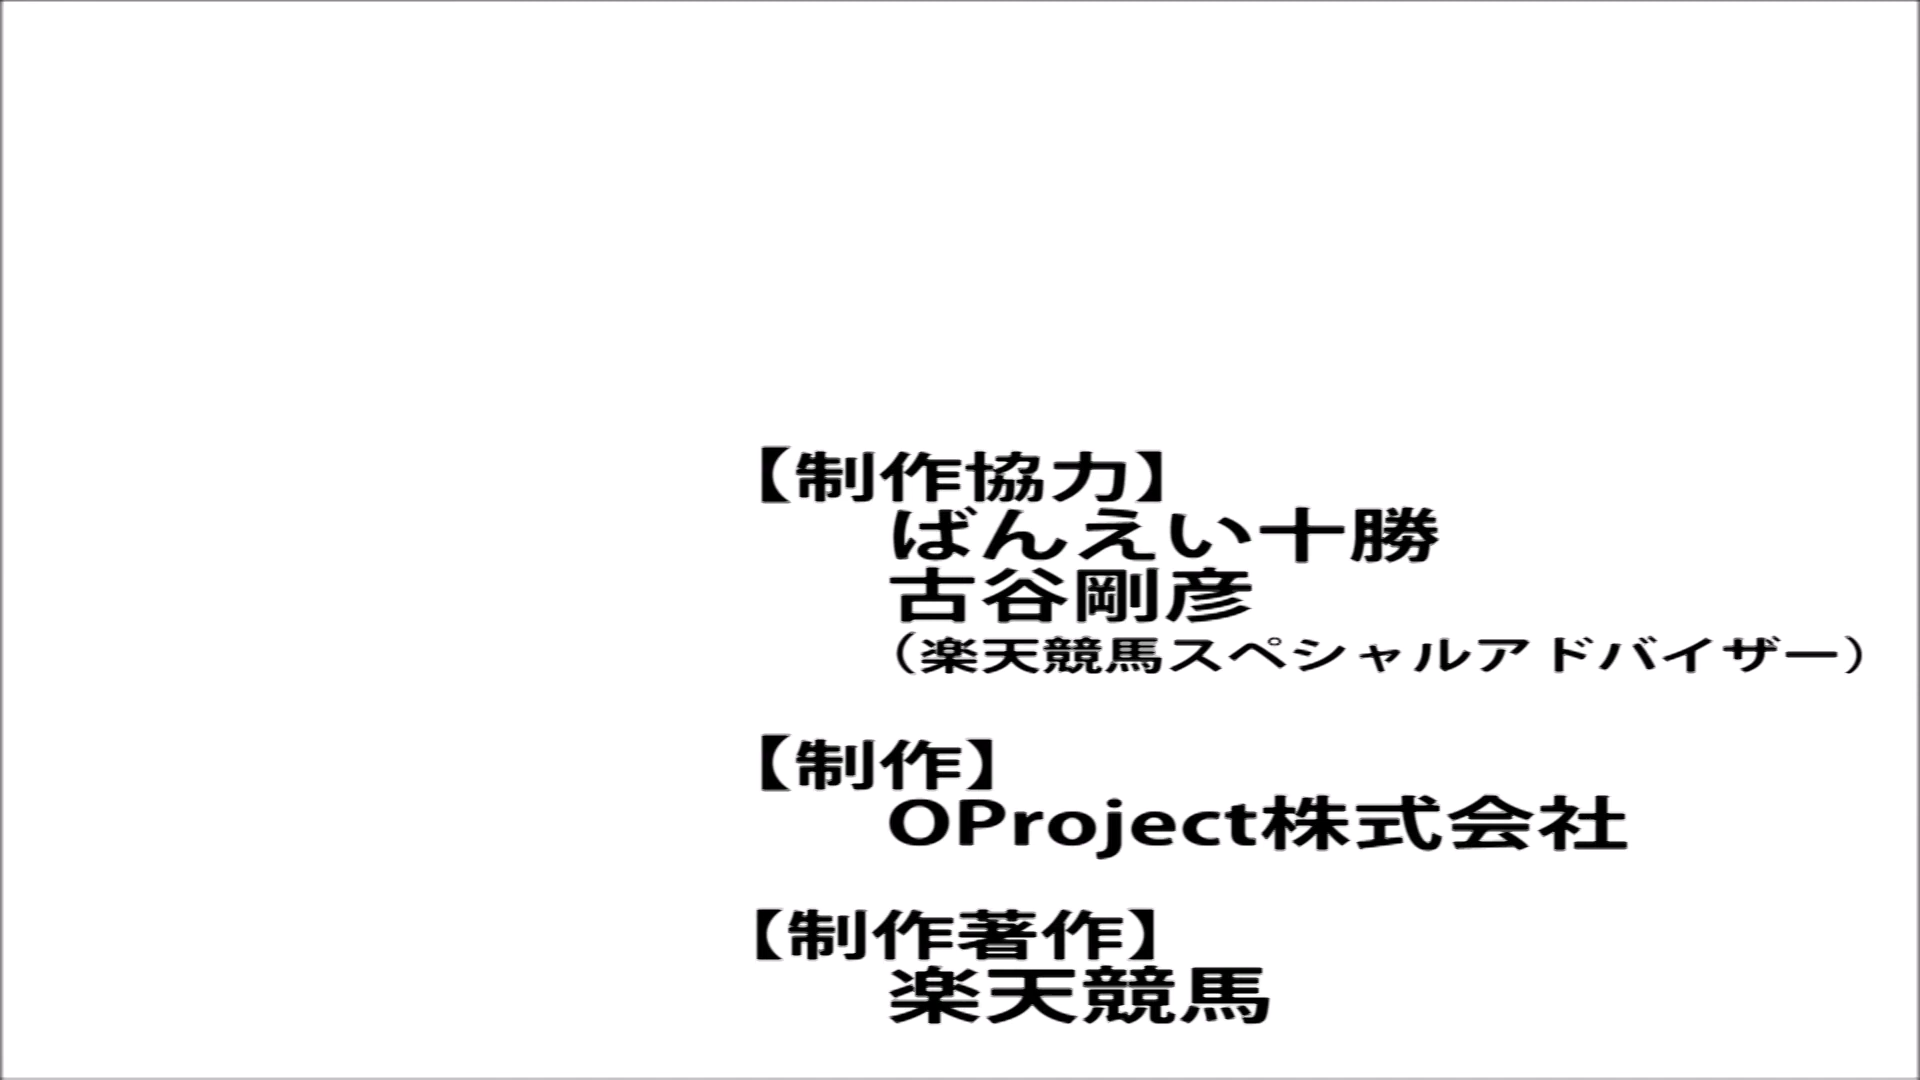 【制作協力】
ばんえい十勝
古谷剛彦
（楽天競馬スペシャルアドバイザー）
【制作】
OProject株式会社
【制作著作】
楽天競馬